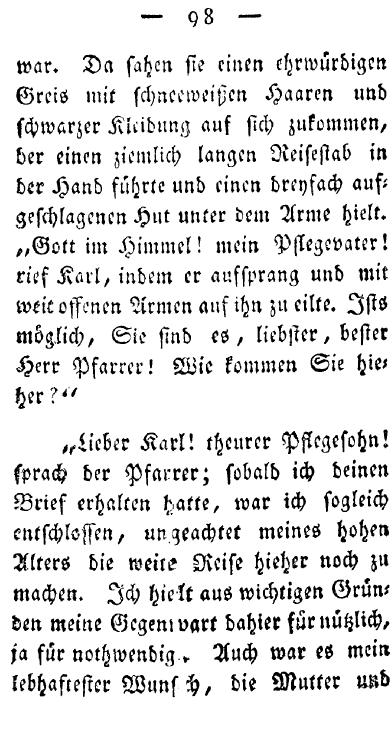 — 98 —
war. Da sahen sie einen ehrwürdigen
Greis mit schneeweißen Haaren und
schwarzer Kleidung auf sich zukommen,
der einen ziemlich langen Reisestab in
der Hand führte und einen dreyfach auf-
geschlagenen Hut unter dem Arme hielt.
„Gott im Himmel! mein Pflegevater!
rief Karl, indem er aufsprang und mit
weit offenen Armen auf ihn zu eilte. Ists
möglich, Sie sind es, liebster, bester
Herr Pfarrer! Wie kommen Sie hie-
her?“
„Lieber Karl! theurer Pflegesohn!
sprach der Pfarrer; sobald ich deinen
Brief erhalten hatte, war ich sogleich
entschlossen, ungeachtet meines hohen
Alters die weite Reise hieher noch zu
machen. Ich hielt aus wichtigen Grün-
den meine Gegenwart dahier für nützlich,
ja für nothwendig. Auch war es mein
lebhaftester Wunsch, die Mutter und